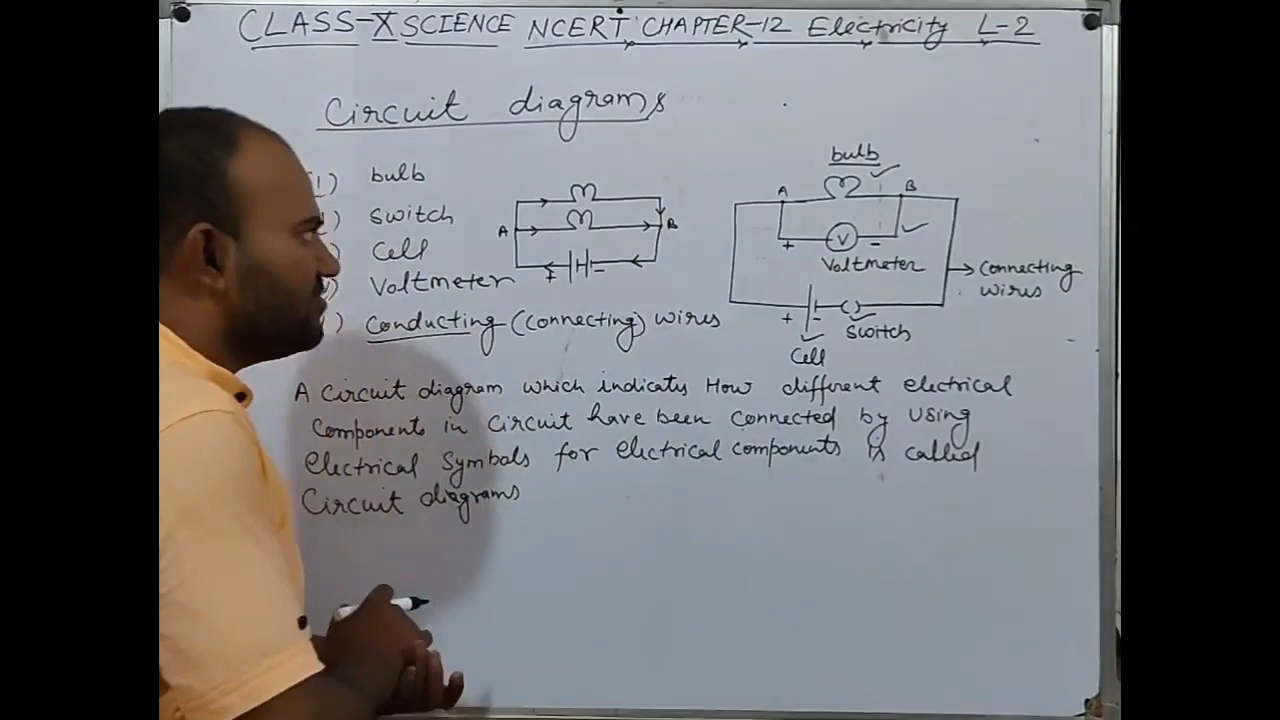 CLASS-X SCIENCE NCERT CHAPTER-12 Electricity L-2
Circuit diagrams
1) bulb
) switch
) Cell
) Voltmeter
) Conducting (Connecting) wires
A
B
+
-
bulb
A
B
+
V
-
Voltmeter
Connecting
wires
+
-
switch
Cell
A Circuit diagram which indicates How different electrical
Components in circuit have been connected by using
electrical symbols for electrical components is called
Circuit diagrams